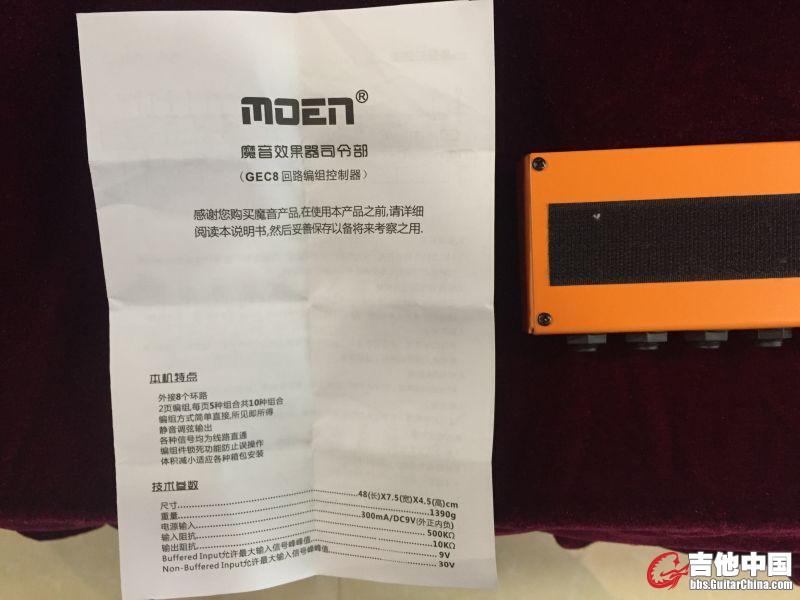 MOEN®
魔音效果器司令部
(GEC8 回路编组控制器)
感谢您购买魔音产品,在使用本产品之前,请详细
阅读本说明书,然后妥善保存以备将来考察之用.
本机特点
外接8个环路
2页编组,每页5种组合共10种组合
编组方式简单直接,所见即所得
静音调弦输出
各种信号均为线路直通
编组件锁死功能防止误操作
体积减小适应各种箱包安装
技术参数
尺寸......48(长)X7.5(宽)X4.5(高)cm
重量......1390g
电源输入......300mA/DC9V(外正内负)
输入阻抗......500KΩ
输出阻抗......10KΩ
Buffered Input允许最大输入信号峰峰值......9V
Non-Buffered Input允许最大输入信号峰峰值......30V
吉他中国
bbs.GuitarChina.com